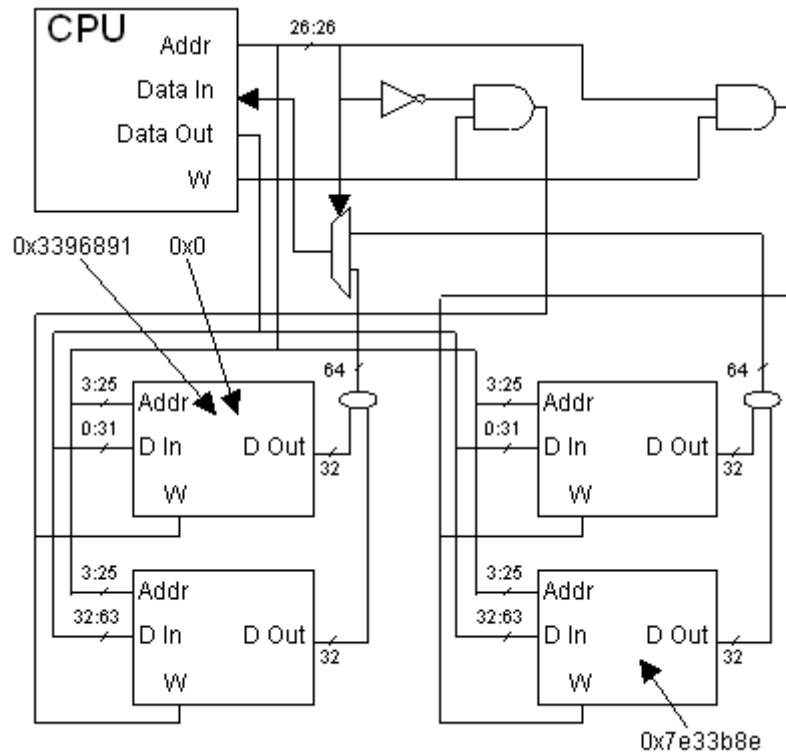 CPU
26:26
Addr
Data In
Data Out
W
0x3396891 0x0
64 64
3:25 3:25
Addr Addr
0:31 0:31
D In D Out D In D Out
32 32
W W
3:25 3:25
Addr Addr
32:63 32:63
D In D Out D In D Out
32 32
W W
0x7e33b8e